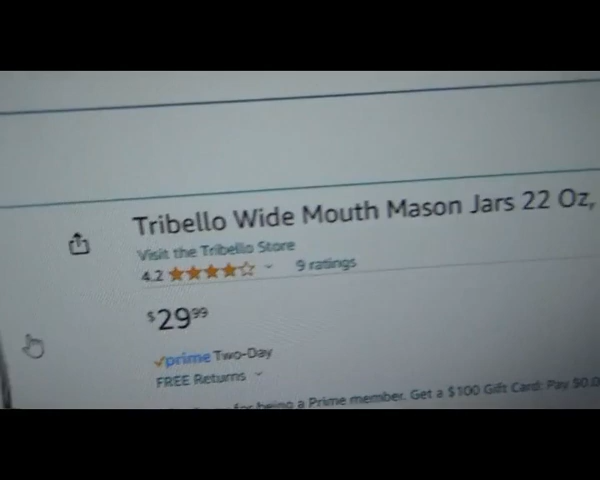 Tribello Wide Mouth Mason Jars 22 Oz,
Visit the Tribello Store
4.2 9 ratings
$29.99
prime Two-Day
FREE Returns
for being a Prime member. Get a $100 Gift Card: Pay $0.0